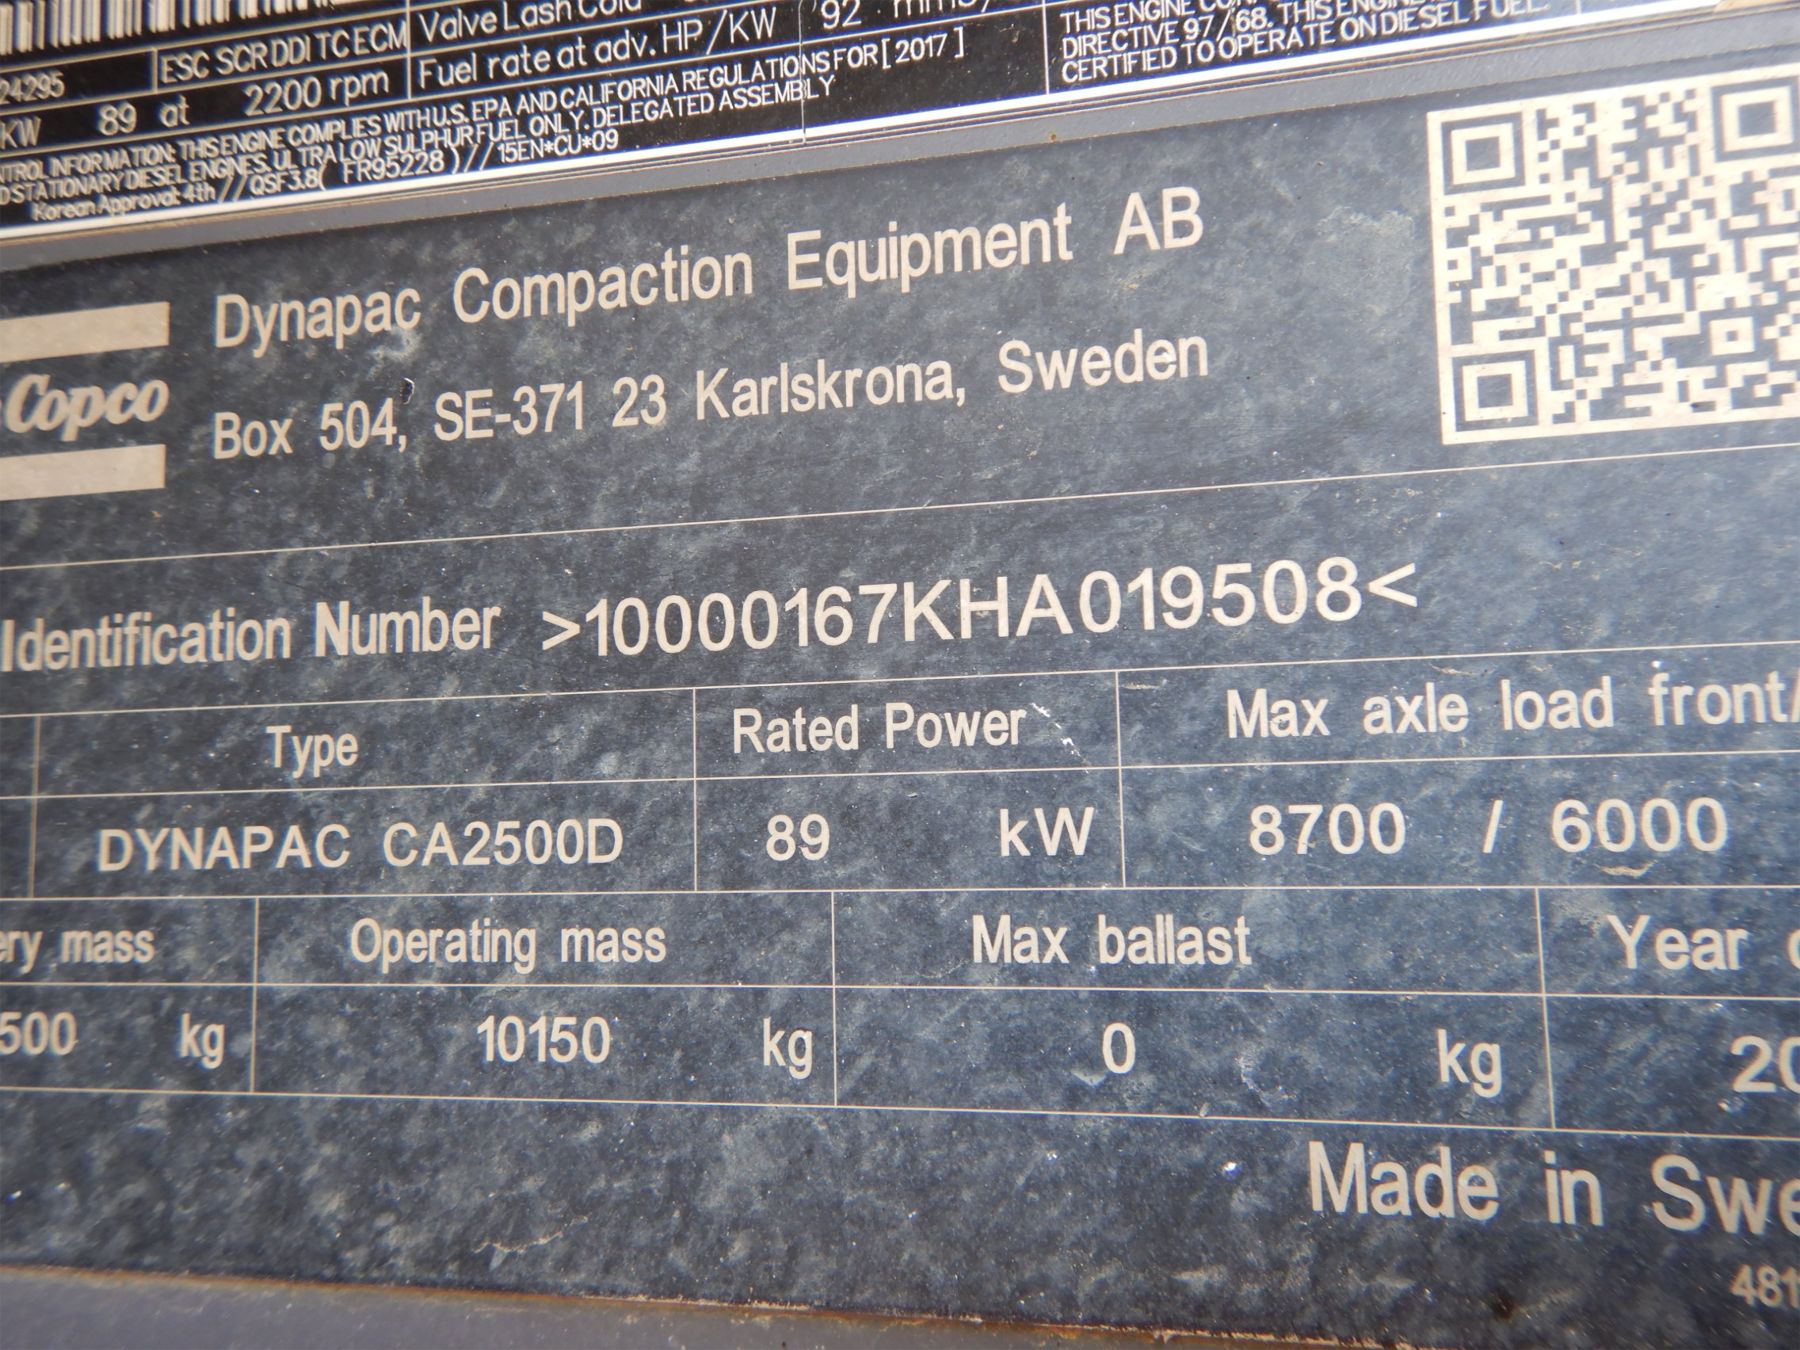 Valve Lash Cold
24295 ESC SCR DDI TC ECM Fuel rate at adv. HP/KW 92
KW 89 at 2200 rpm
THIS ENGINE
DIRECTIVE 97/68. THIS
CERTIFIED TO OPERATE ON DIESEL FUEL.
NTROL INFORMATION: THIS ENGINE COMPLIES WITH U.S. EPA AND CALIFORNIA REGULATIONS FOR [ 2017 ]
D STATIONARY DIESEL ENGINES. ULTRA LOW SULPHUR FUEL ONLY. DELEGATED ASSEMBLY
Korean Approval: 4th // QSF3.8( FR95228 )// 15EN*CU*09
Dynapac Compaction Equipment AB
Copco
Box 504, SE-371 23 Karlskrona, Sweden
Identification Number >10000167KHA019508<
Type Rated Power Max axle load front/
DYNAPAC CA2500D 89 kW 8700 / 6000
ery mass Operating mass Max ballast Year
500 kg 10150 kg 0 kg 20
Made in Swe
481